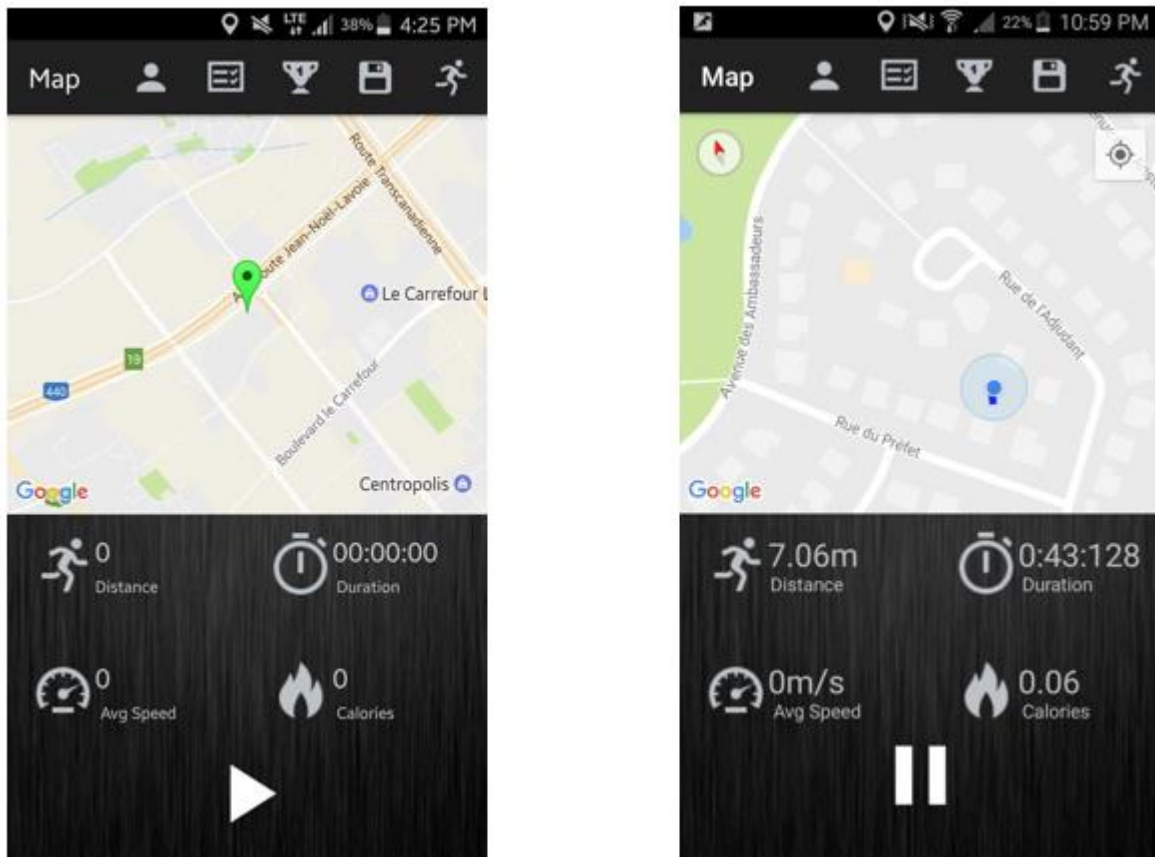 LTE 38% 4:25 PM
Map
Route Transcanadienne
oute Jean-Noël-Lavoie
Le Carrefour L
19
440
Boulevard le Carrefour
Centropolis
Google
0
Distance
00:00:00
Duration
0
Avg Speed
0
Calories
22% 10:59 PM
Map
Avenue des Ambassadeurs
Rue de l'Adjudant
Rue du Préfet
Google
7.06m
Distance
0:43:128
Duration
0m/s
Avg Speed
0.06
Calories